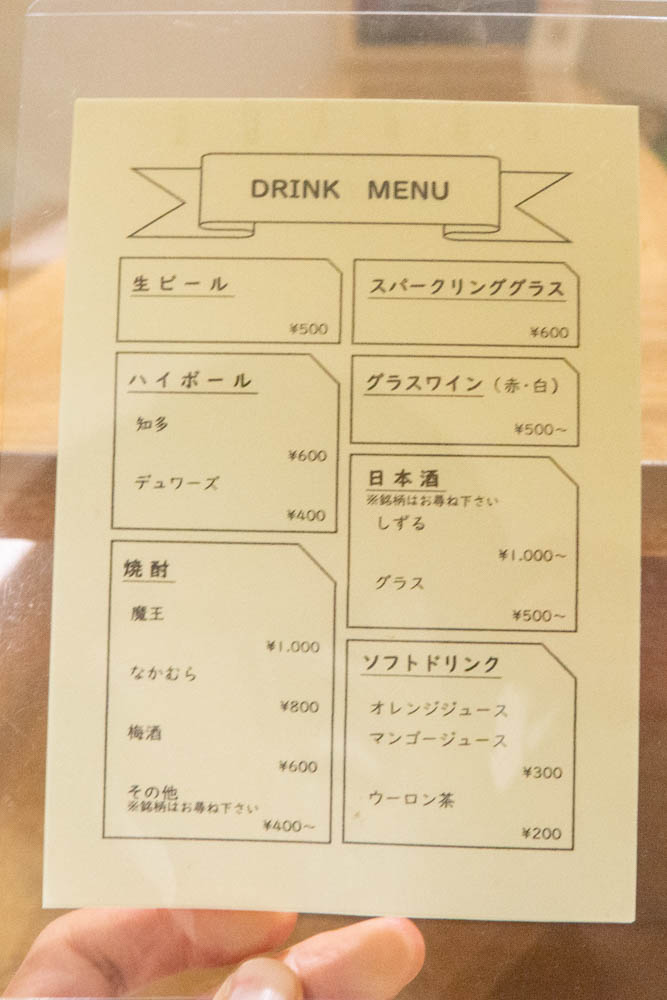 DRINK MENU
生ビール
¥500
ハイボール
知多
¥600
デュワーズ
¥400
焼酎
魔王
¥1.000
なかむら
¥800
梅酒
¥600
その他
※銘柄はお尋ね下さい
¥400～
スパークリンググラス
¥600
グラスワイン（赤・白）
¥500～
日本酒
※銘柄はお尋ね下さい
しずる
¥1.000～
グラス
¥500～
ソフトドリンク
オレンジジュース
マンゴージュース
¥300
ウーロン茶
¥200